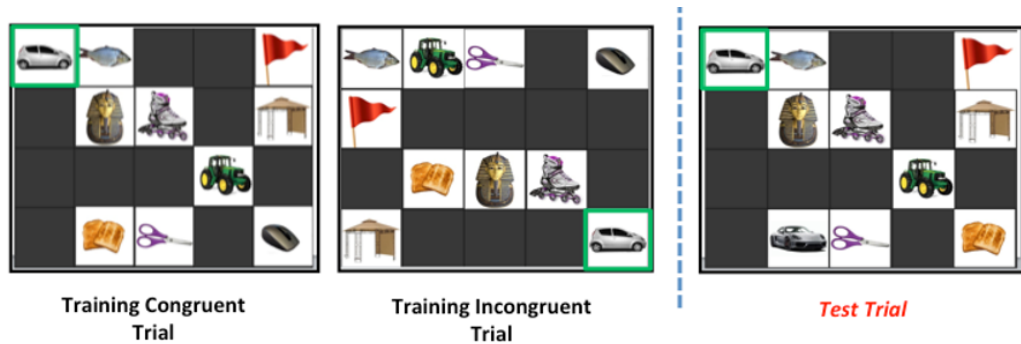 Training Congruent
Trial
Training Incongruent
Trial
Test Trial